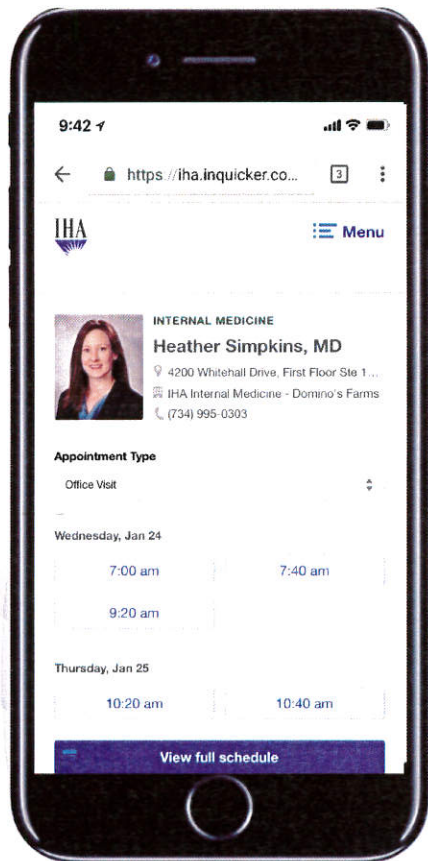 9:42
https://iha.inquicker.co...
3
IHA
Menu
INTERNAL MEDICINE
Heather Simpkins, MD
4200 Whitehall Drive, First Floor Ste 1...
IHA Internal Medicine - Domino's Farms
(734) 995-0303
Appointment Type
Office Visit
Wednesday, Jan 24
7:00 am 7:40 am
9:20 am
Thursday, Jan 25
10:20 am 10:40 am
View full schedule